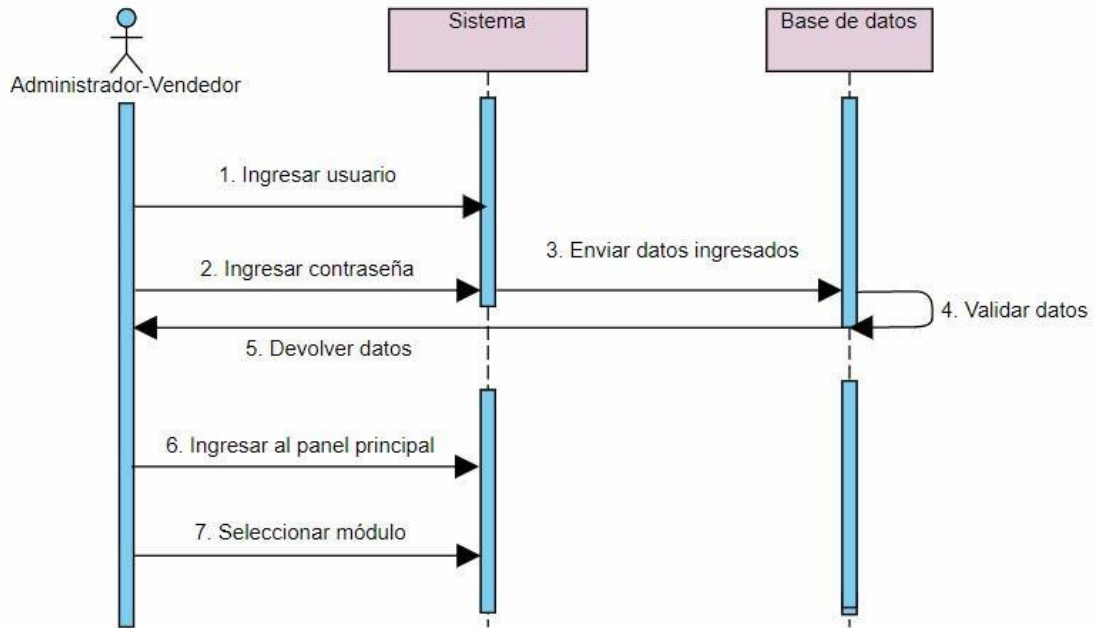 Sistema
Base de datos
Administrador-Vendedor
1. Ingresar usuario
2. Ingresar contraseña
3. Enviar datos ingresados
4. Validar datos
5. Devolver datos
6. Ingresar al panel principal
7. Seleccionar módulo